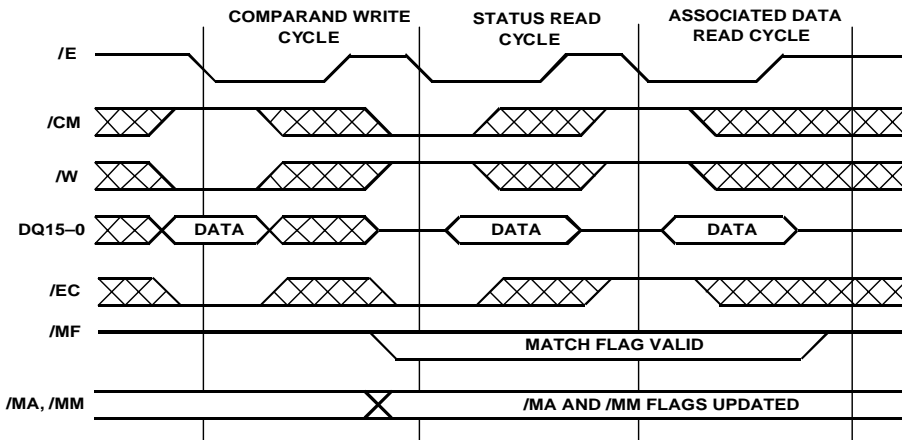 COMPARAND WRITE
CYCLE
STATUS READ
CYCLE
ASSOCIATED DATA
READ CYCLE
/E
/CM
/W
DQ15–0
DATA
DATA
DATA
/EC
/MF
MATCH FLAG VALID
/MA, /MM
/MA AND /MM FLAGS UPDATED